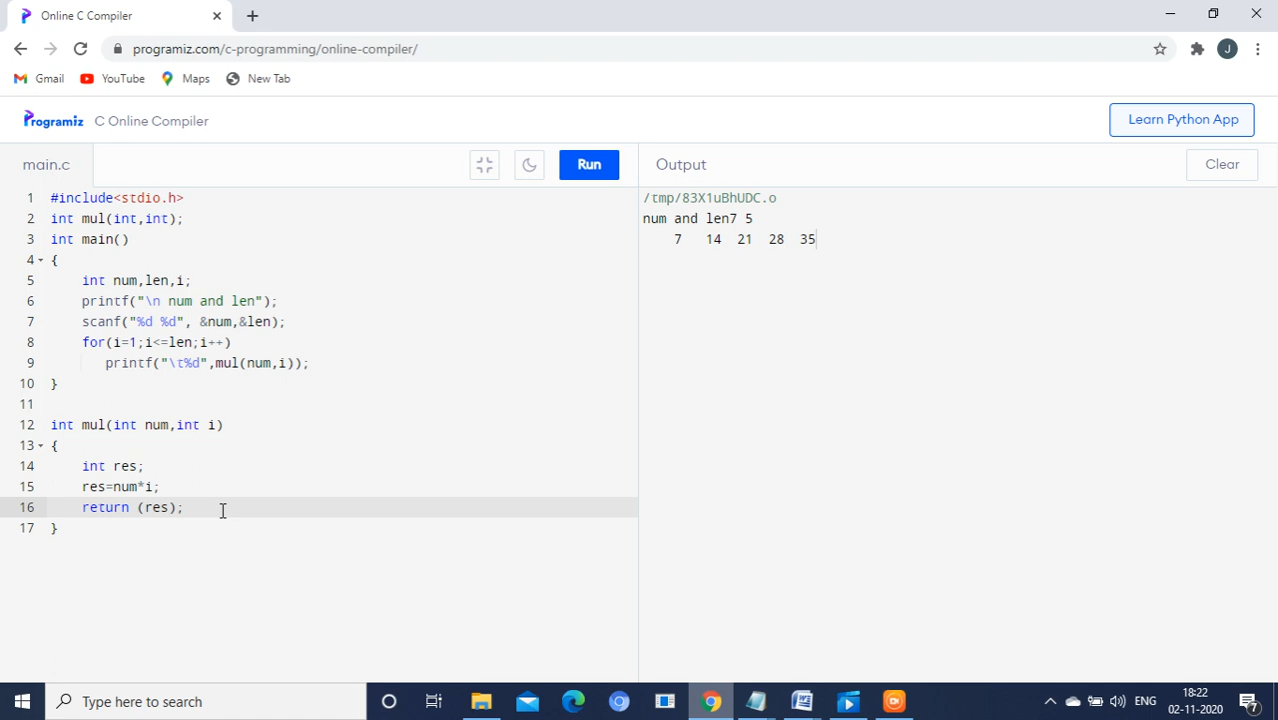 Online C Compiler
programiz.com/c-programming/online-compiler/
J
Gmail YouTube Maps New Tab
Programiz C Online Compiler Learn Python App
main.c Run Output Clear
1 #include<stdio.h>
2 int mul(int,int);
3 int main()
4 {
5 int num,len,i;
6 printf("\n num and len");
7 scanf("%d %d", &num,&len);
8 for(i=1;i<=len;i++)
9 printf("\t%d",mul(num,i));
10 }
11
12 int mul(int num,int i)
13 {
14 int res;
15 res=num*i;
16 return (res);
17 }
/tmp/83X1uBhUDC.o
num and len7 5
7 14 21 28 35
Type here to search
ENG
18:22
02-11-2020
7